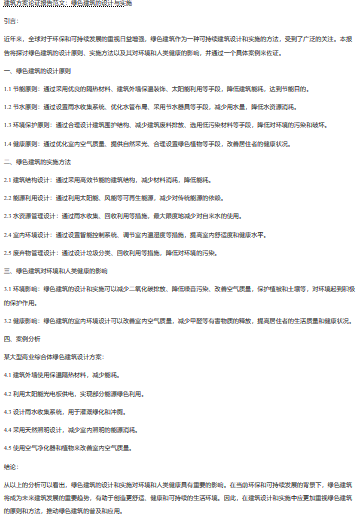 建筑方案论证报告范文：绿色建筑的设计与实施
引言：
近年来，全球对于环保和可持续发展的重视日益增强，绿色建筑作为一种可持续建筑设计和实施的方法，受到了广泛的关注。本报
告将探讨绿色建筑的设计原则、实施方法以及其对环境和人类健康的影响，并通过一个具体案例来佐证。
一、绿色建筑的设计原则
1.1 节能原则：通过采用优良的隔热材料、建筑外墙保温装饰、太阳能利用等手段，降低建筑能耗，达到节能目的。
1.2 节水原则：通过设置雨水收集系统、优化水管布局、采用节水器具等手段，减少用水量，降低水资源消耗。
1.3 环境保护原则：通过合理设计建筑围护结构、减少建筑废料排放、选用低污染材料等手段，降低对环境的污染和破坏。
1.4 健康原则：通过优化室内空气质量、提供自然采光、合理设置绿色植物等手段，改善居住者的健康状况。
二、绿色建筑的实施方法
2.1 建筑结构设计：通过采用高效节能的建筑结构，减少材料消耗，降低能耗。
2.2 能源利用设计：通过利用太阳能、风能等可再生能源，减少对传统能源的依赖。
2.3 水资源管理设计：通过雨水收集、回收利用等措施，最大限度地减少对自来水的使用。
2.4 室内环境设计：通过设置智能控制系统、调节室内温湿度等措施，提高室内舒适度和健康水平。
2.5 废弃物管理设计：通过设计垃圾分类、回收利用等措施，降低对环境的污染。
三、绿色建筑对环境和人类健康的影响
3.1 环境影响：绿色建筑的设计和实施可以减少二氧化碳排放、降低噪音污染、改善空气质量，保护植被和土壤等，对环境起到积极
的保护作用。
3.2 健康影响：绿色建筑的室内环境设计可以改善室内空气质量、减少甲醛等有害物质的释放，提高居住者的生活质量和健康状况。
四、案例分析
某大型商业综合体绿色建筑设计方案：
4.1 建筑外墙使用保温隔热材料，减少能耗。
4.2 利用太阳能光电板供电，实现部分能源绿色利用。
4.3 设计雨水收集系统，用于灌溉绿化和冲厕。
4.4 采用天然照明设计，减少室内照明的能源消耗。
4.5 使用空气净化器和植物来改善室内空气质量。
结论：
从以上的分析可以看出，绿色建筑的设计和实施对环境和人类健康具有重要的影响。在当前环保和可持续发展的背景下，绿色建筑
将成为未来建筑发展的重要趋势，有助于创造更舒适、健康和可持续的生活环境。因此，在建筑设计和实施中应更加重视绿色建筑
的原则和方法，推动绿色建筑的普及和应用。